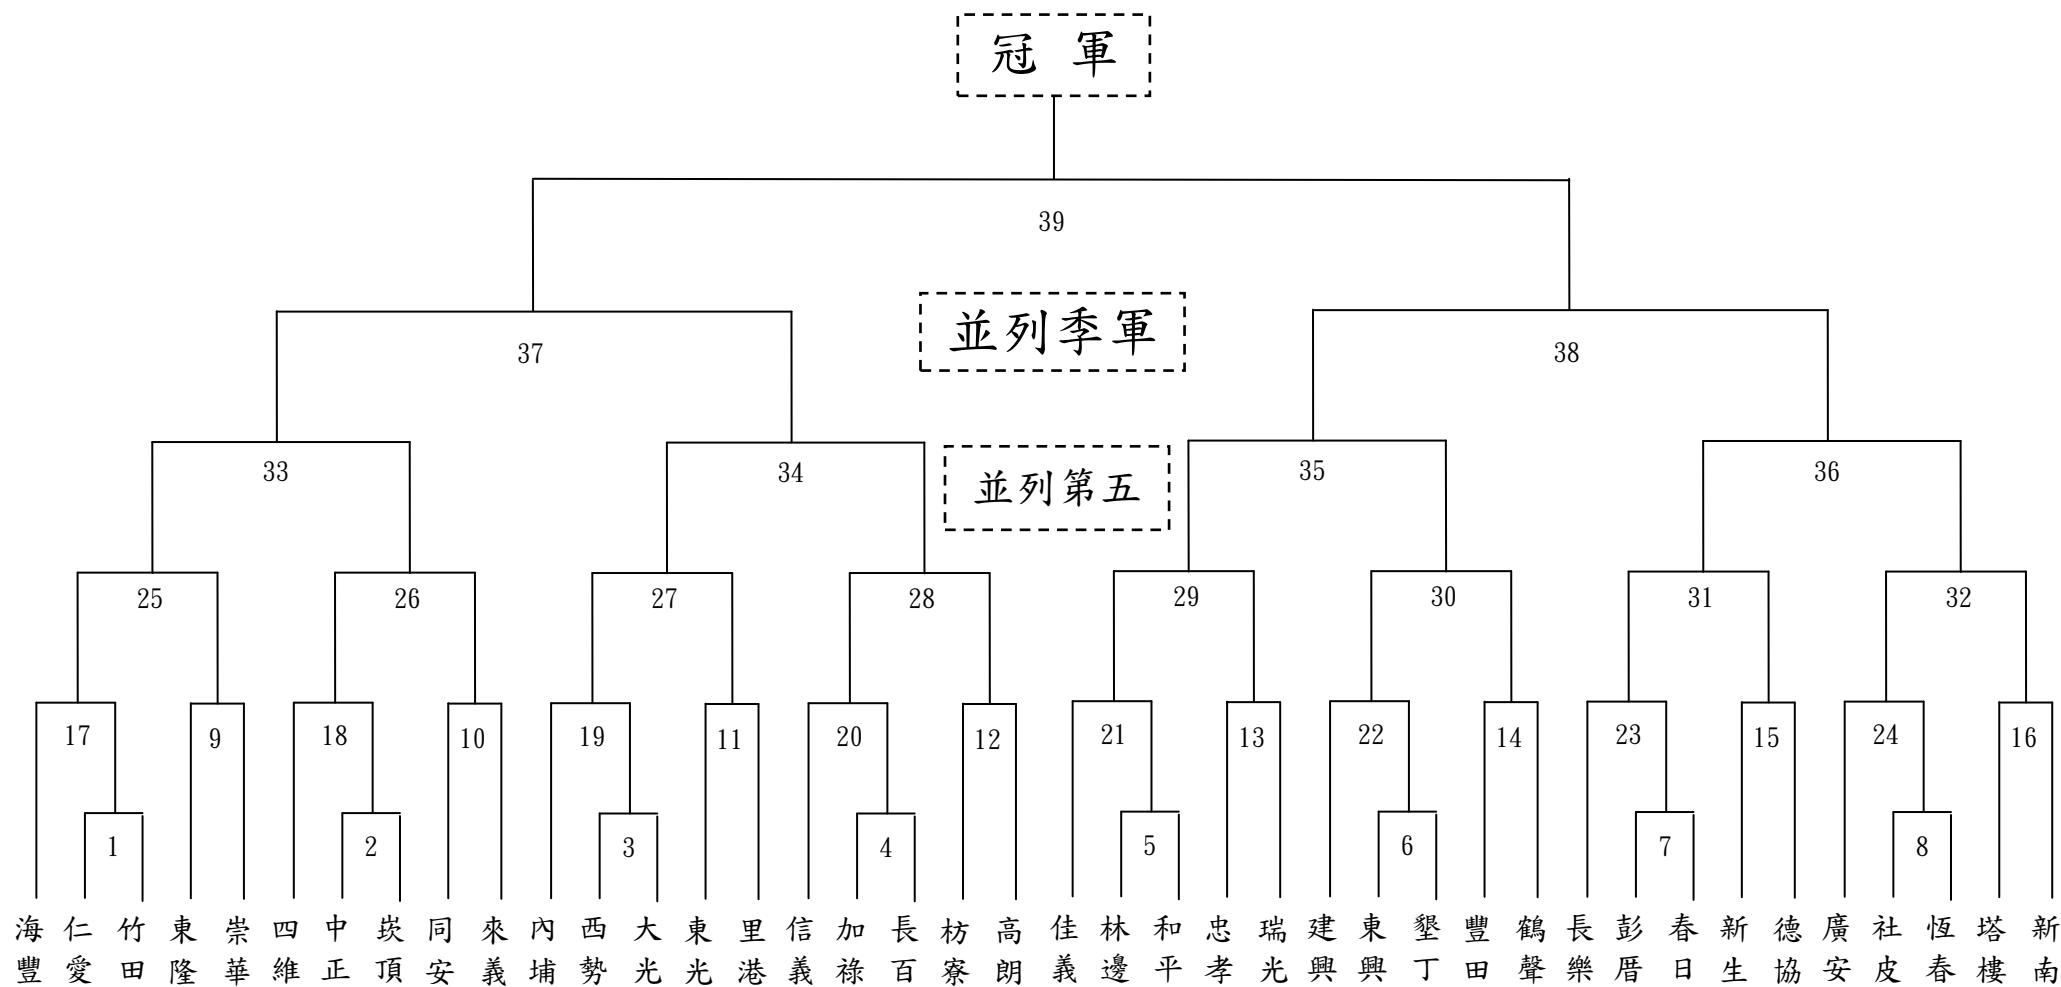 冠 軍
39
並列季軍
37
38
並列第五
33
34
35
36
25
26
27
28
29
30
31
32
17
9
18
10
19
11
20
12
21
13
22
14
23
15
24
16
1
2
3
4
5
6
7
8
海豐
仁愛
竹田
東隆
崇華
四維
中正
崁頂
同安
來義
內埔
西勢
大光
東光
里港
信義
加祿
長百
枋寮
高朗
佳義
林邊
和平
忠孝
瑞光
建興
東興
墾丁
豐田
鶴聲
長樂
彭厝
春日
新生
德協
廣安
社皮
恆春
塔樓
新南